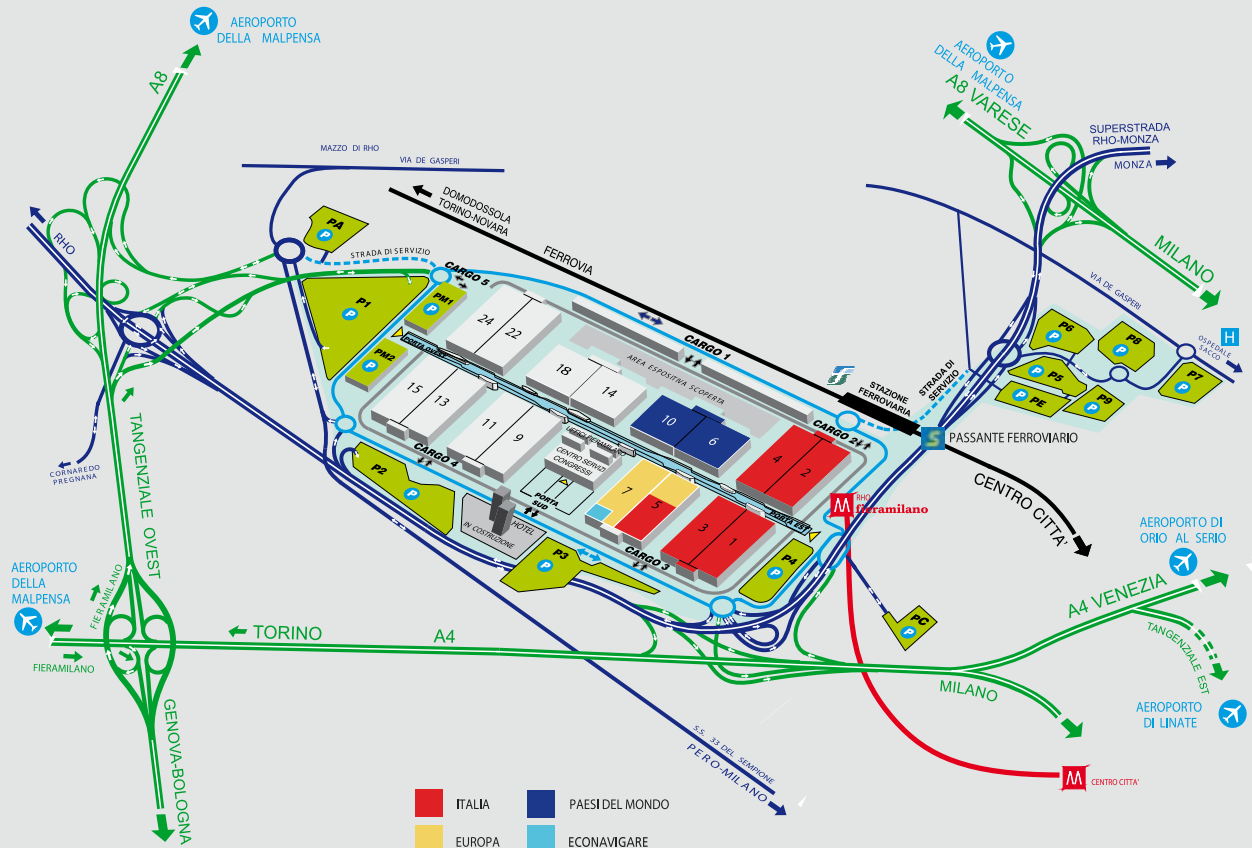 AEROPORTO
DELLA MALPENSA
A8
AEROPORTO
DELLA MALPENSA
A8 VARESE
SUPERSTRADA
RHO-MONZA
MONZA
MILANO
MAZZO DI RHO
VIA DE GASPERI
DOMODOSSOLA
TORINO-NOVARA
FERROVIA
RHO
PA
P
STRADA DI SERVIZIO
CARGO 5
P1
P
PM1
P
PM2
P
PORTA OVEST
24
22
18
14
AREA ESPOSITIVA SCOPERTA
CARGO 1
STAZIONE
FERROVIARIA
STRADA DI
SERVIZIO
VIA DE GASPERI
H
OSPEDALE
SACCO
P6
P
P8
P
P5
P
P7
P
PE
P
P9
P
S
PASSANTE FERROVIARIO
CENTRO CITTA'
15
13
11
9
10
6
4
2
CARGO 2
CARGO 4
CENTRO SERVIZI
CONGRESSI
PORTA
SUD
7
5
3
1
PORTA EST
M
RHO
fieramilano
P2
P
HOTEL
IN COSTRUZIONE
P3
P
CARGO 3
P4
P
PC
P
CORNAREDO
PREGNANA
TANGENZIALE OVEST
AEROPORTO
DELLA
MALPENSA
FIERAMILANO
FIERAMILANO
TORINO
A4
GENOVA-BOLOGNA
AEROPORTO DI
ORIO AL SERIO
A4 VENEZIA
TANGENZIALE EST
MILANO
AEROPORTO
DI LINATE
S.S. 33 DEL SEMPIONE
PERO-MILANO
M
CENTRO CITTA'
ITALIA
PAESI DEL MONDO
EUROPA
ECONAVIGARE